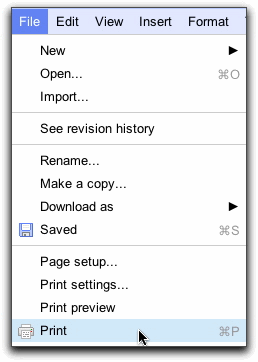 File Edit View Insert Format
New
Open... ⌘O
Import...
See revision history
Rename...
Make a copy...
Download as
Saved ⌘S
Page setup...
Print settings...
Print preview
Print ⌘P